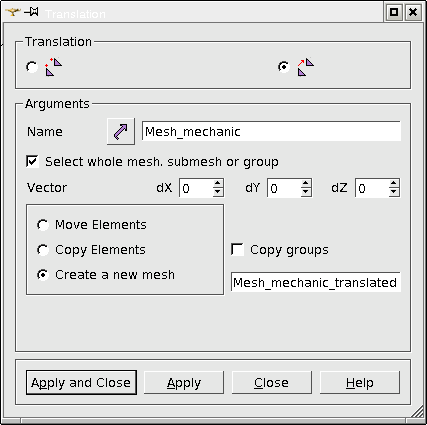 Translation
Translation
Arguments
Name Mesh_mechanic
Select whole mesh. submesh or group
Vector dX 0 dY 0 dZ 0
Move Elements
Copy Elements Copy groups
Create a new mesh Mesh_mechanic_translated
Apply and Close Apply Close Help